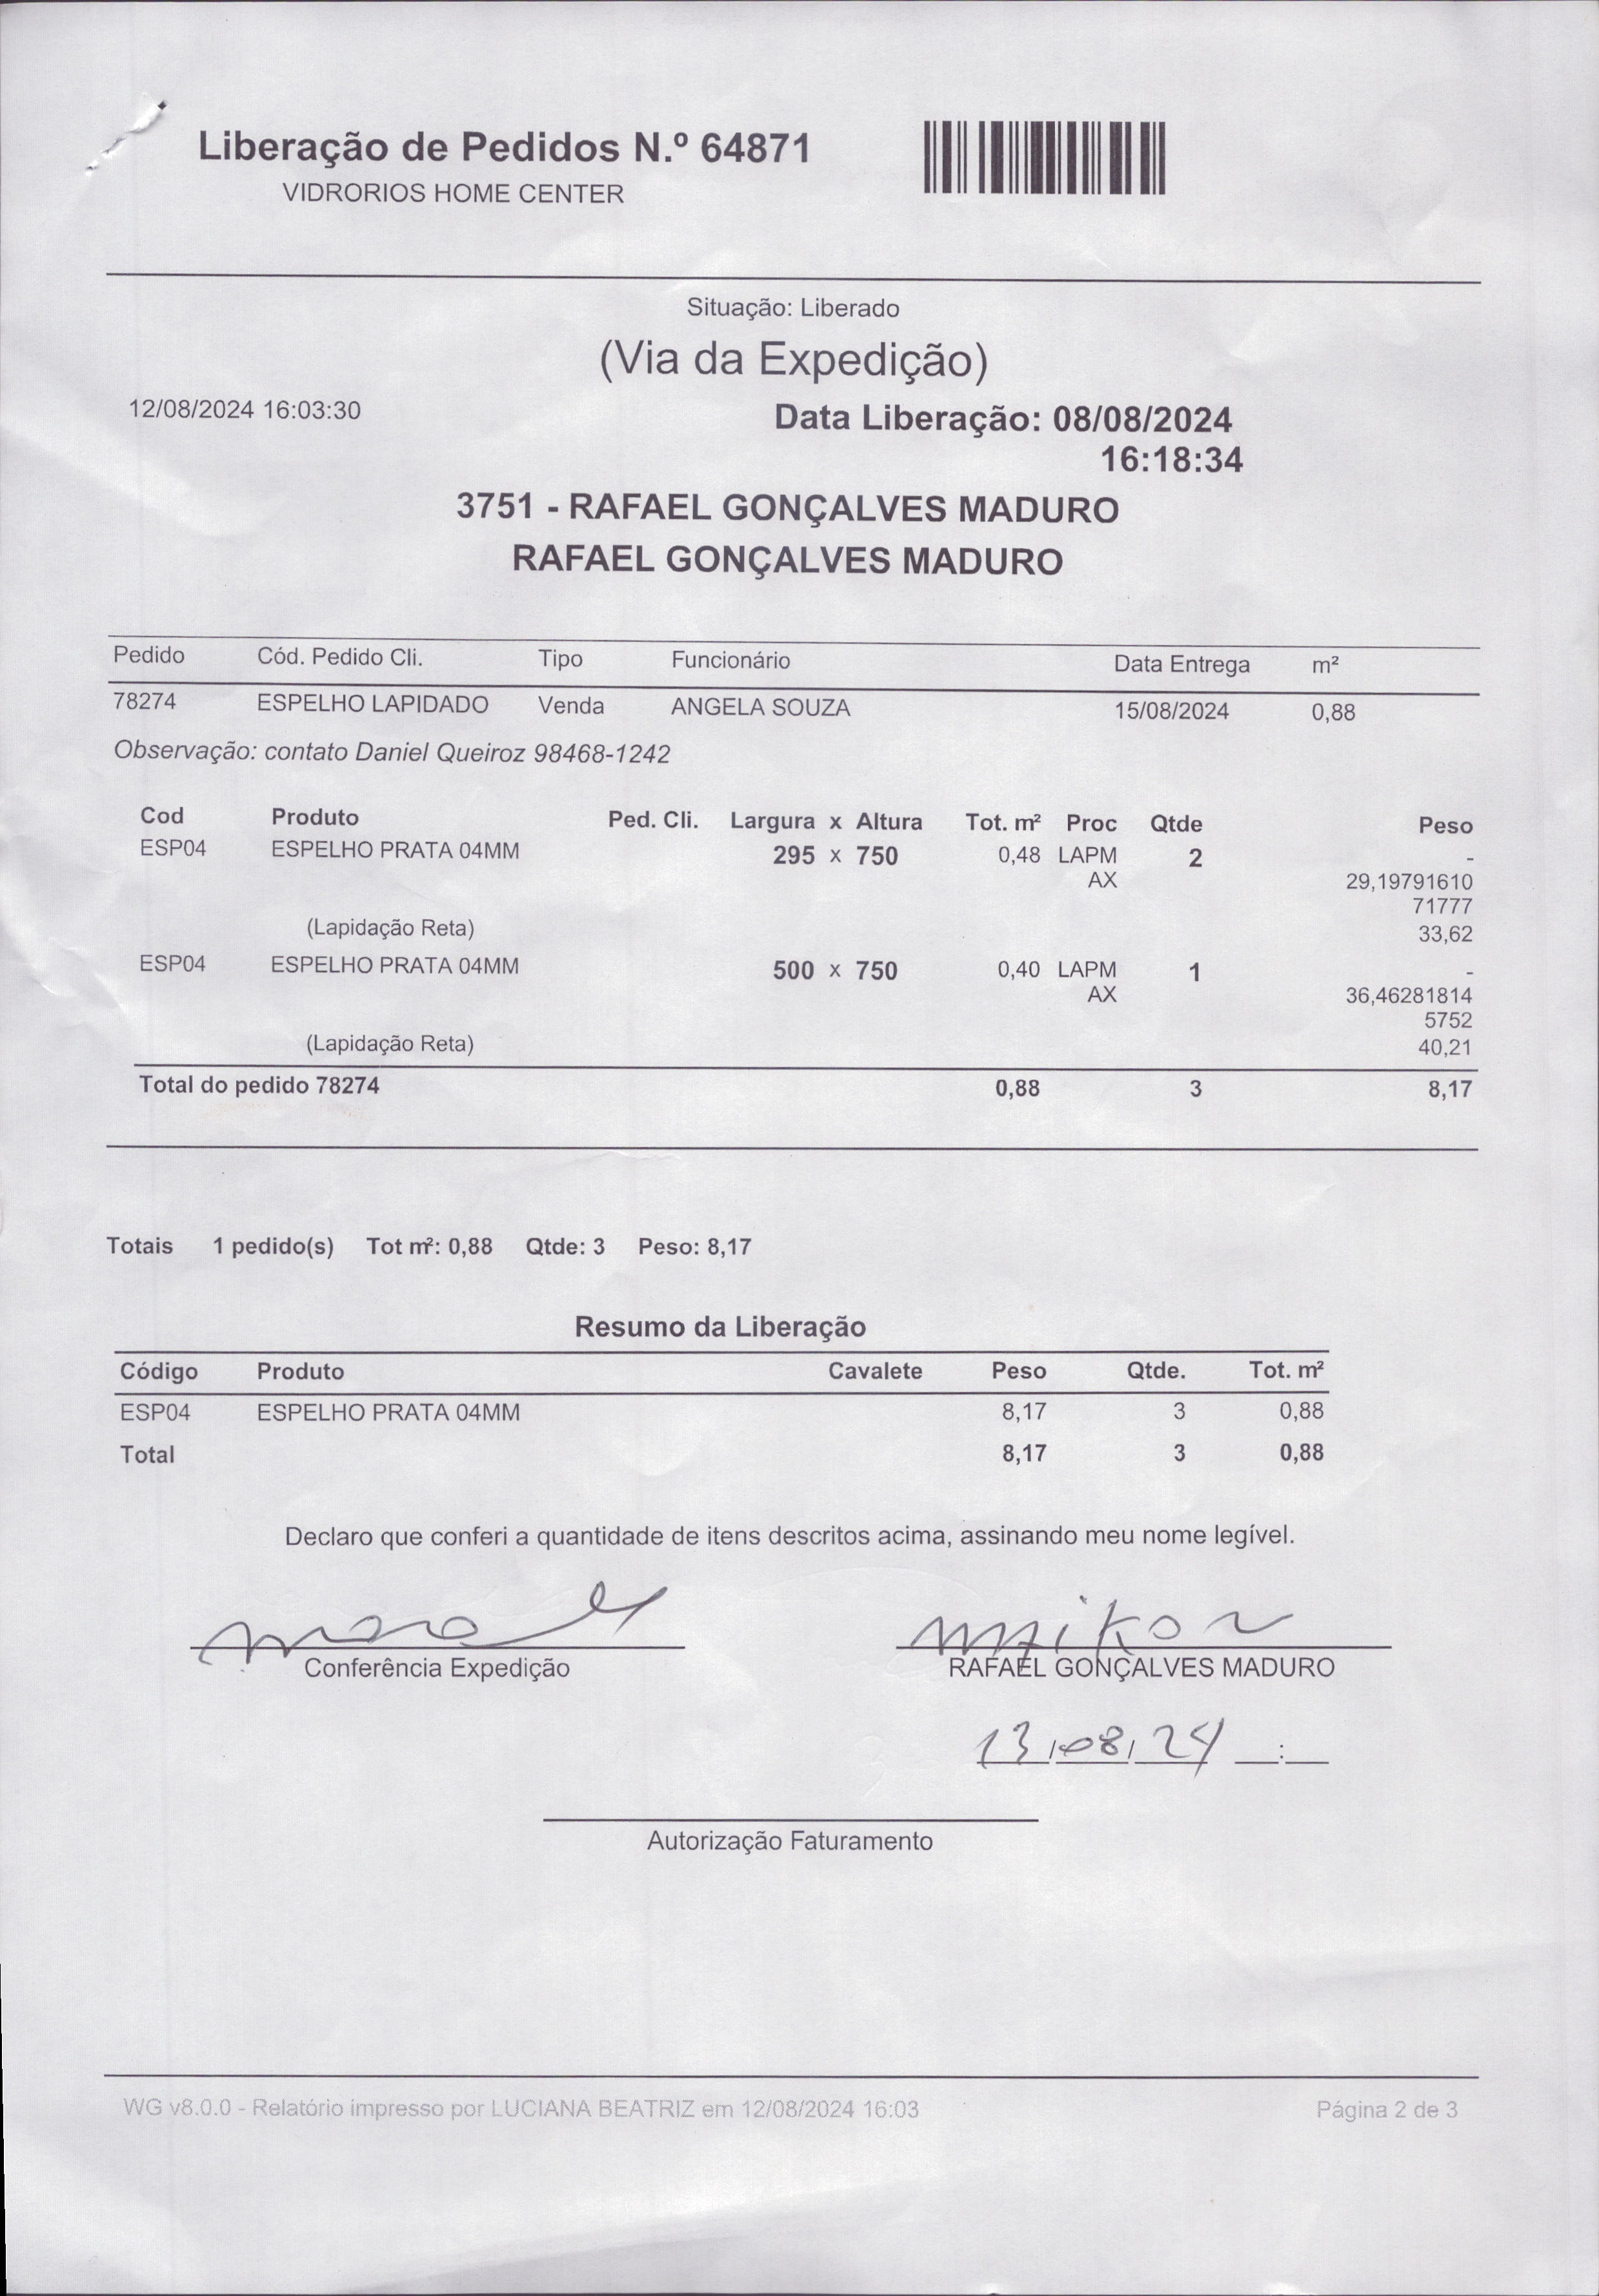 Liberação de Pedidos N.º 64871
VIDRORIOS HOME CENTER
Situação: Liberado
(Via da Expedição)
12/08/2024 16:03:30
Data Liberação: 08/08/2024
16:18:34
3751 - RAFAEL GONÇALVES MADURO
RAFAEL GONÇALVES MADURO
Pedido Cód. Pedido Cli. Tipo Funcionário Data Entrega m²
78274 ESPELHO LAPIDADO Venda ANGELA SOUZA 15/08/2024 0,88
Observação: contato Daniel Queiroz 98468-1242
Cod Produto Ped. Cli. Largura x Altura Tot. m² Proc Qtde Peso
ESP04 ESPELHO PRATA 04MM 295 x 750 0,48 LAPM 2 -
AX 29,19791610
71777
(Lapidação Reta) 33,62
ESP04 ESPELHO PRATA 04MM 500 x 750 0,40 LAPM 1 -
AX 36,46281814
5752
(Lapidação Reta) 40,21
Total do pedido 78274 0,88 3 8,17
Totais 1 pedido(s) Tot m²: 0,88 Qtde: 3 Peso: 8,17
Resumo da Liberação
Código Produto Cavalete Peso Qtde. Tot. m²
ESP04 ESPELHO PRATA 04MM 8,17 3 0,88
Total 8,17 3 0,88
Declaro que conferi a quantidade de itens descritos acima, assinando meu nome legível.
maikon
Conferência Expedição RAFAEL GONÇALVES MADURO
13/08/24 __:__
Autorização Faturamento
WG v8.0.0 - Relatório impresso por LUCIANA BEATRIZ em 12/08/2024 16:03 Página 2 de 3